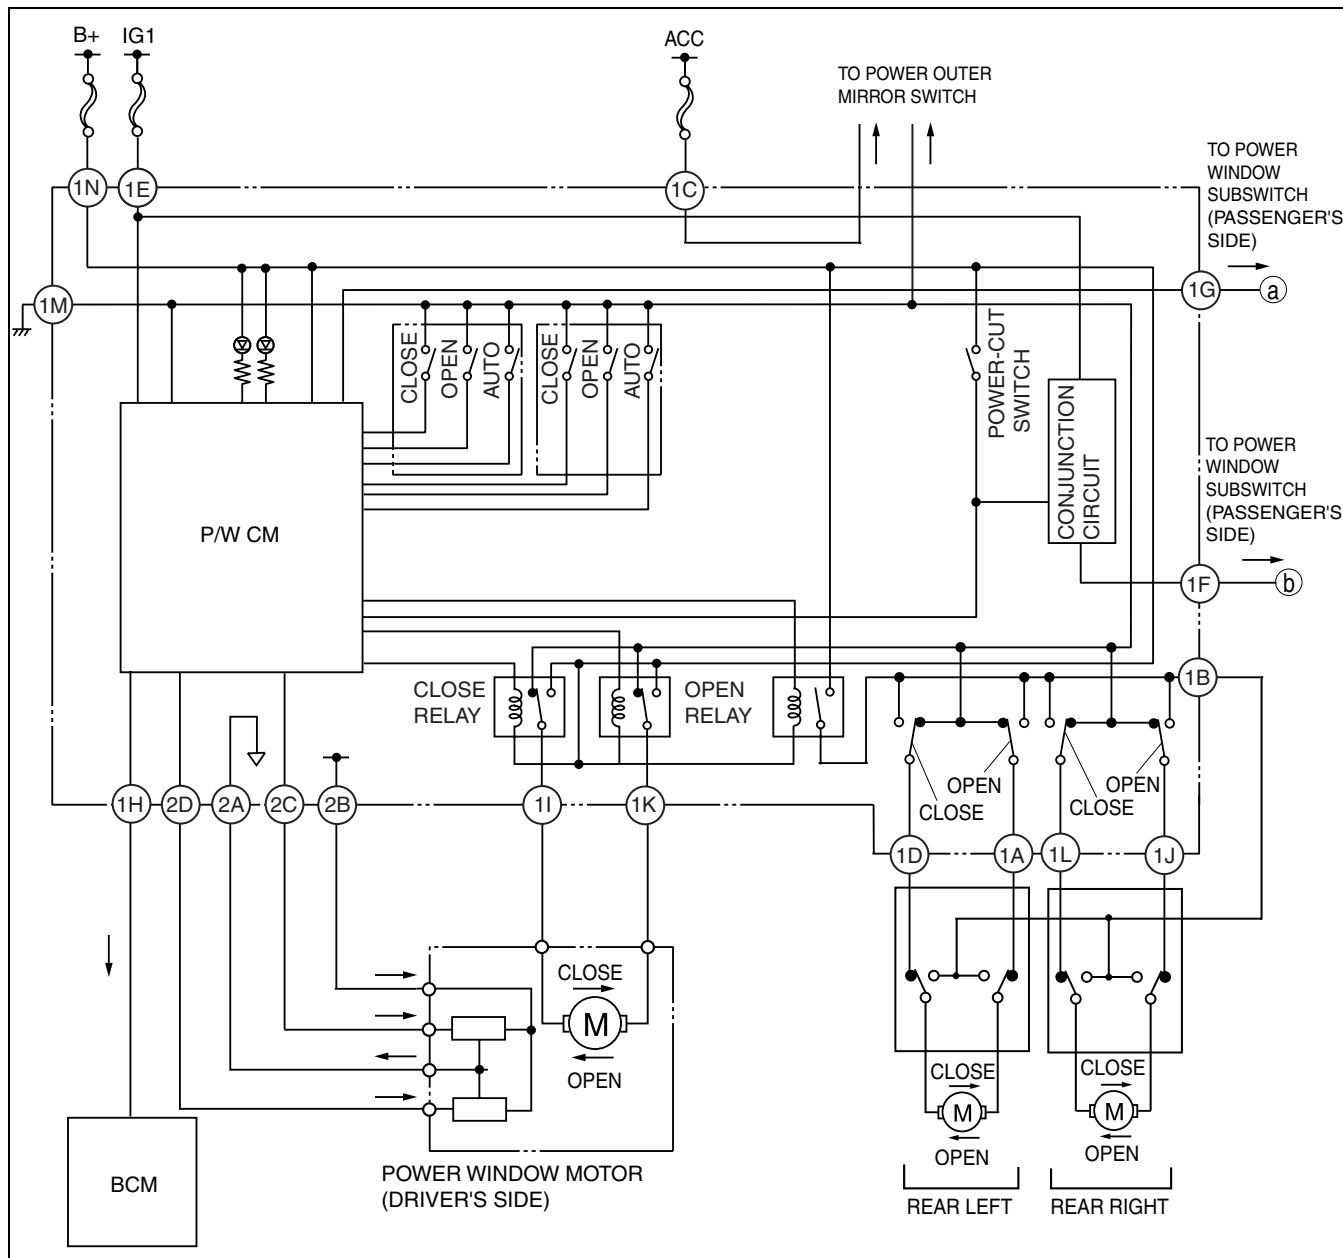 B+
IG1
ACC
TO POWER OUTER
MIRROR SWITCH
TO POWER
WINDOW
SUBSWITCH
(PASSENGER'S
SIDE)
1N
1E
1C
1M
1G
a
CLOSE
OPEN
AUTO
CLOSE
OPEN
AUTO
POWER-CUT
SWITCH
CONJUNCTION
CIRCUIT
TO POWER
WINDOW
SUBSWITCH
(PASSENGER'S
SIDE)
P/W CM
1F
b
CLOSE
RELAY
OPEN
RELAY
1B
OPEN
CLOSE
OPEN
CLOSE
1H
2D
2A
2C
2B
1I
1K
1D
1A
1L
1J
CLOSE
M
OPEN
CLOSE
M
OPEN
CLOSE
M
OPEN
BCM
POWER WINDOW MOTOR
(DRIVER'S SIDE)
REAR LEFT
REAR RIGHT